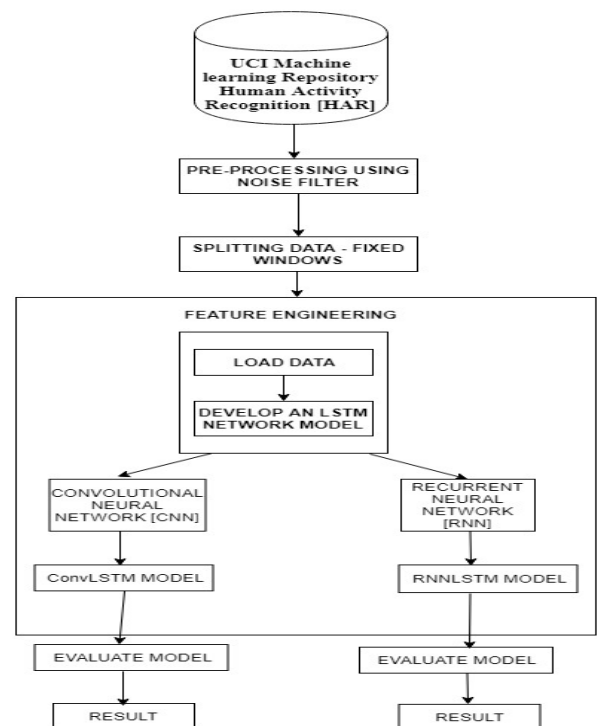 UCI Machine
learning Repository
Human Activity
Recognition [HAR]
PRE-PROCESSING USING
NOISE FILTER
SPLITTING DATA - FIXED
WINDOWS
FEATURE ENGINEERING
LOAD DATA
DEVELOP AN LSTM
NETWORK MODEL
CONVOLUTIONAL
NEURAL
NETWORK [CNN]
RECURRENT
NEURAL
NETWORK
[RNN]
ConvLSTM MODEL
RNNLSTM MODEL
EVALUATE MODEL
EVALUATE MODEL
RESULT
RESULT